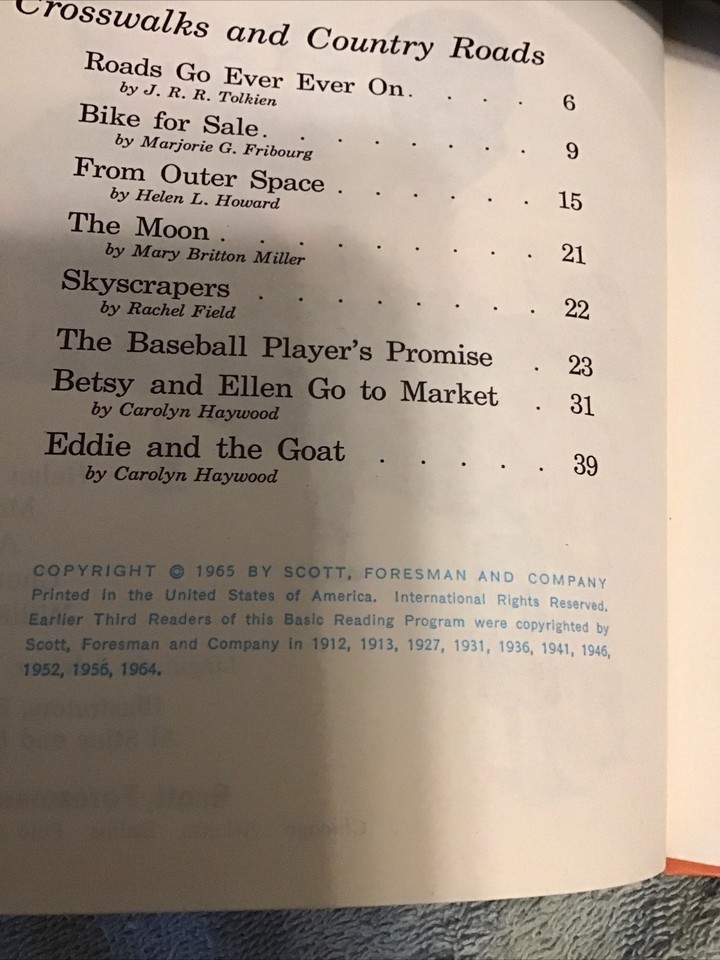 Crosswalks and Country Roads
Roads Go Ever Ever On. . . . 6
by J. R. R. Tolkien
Bike for Sale. . . . . . . . 9
by Marjorie G. Fribourg
From Outer Space . . . . . . 15
by Helen L. Howard
The Moon . . . . . . . . . 21
by Mary Britton Miller
Skyscrapers . . . . . . . . 22
by Rachel Field
The Baseball Player's Promise . 23
Betsy and Ellen Go to Market . 31
by Carolyn Haywood
Eddie and the Goat . . . . . 39
by Carolyn Haywood
COPYRIGHT © 1965 BY SCOTT, FORESMAN AND COMPANY
Printed in the United States of America. International Rights Reserved.
Earlier Third Readers of this Basic Reading Program were copyrighted by
Scott, Foresman and Company in 1912, 1913, 1927, 1931, 1936, 1941, 1946,
1952, 1956, 1964.